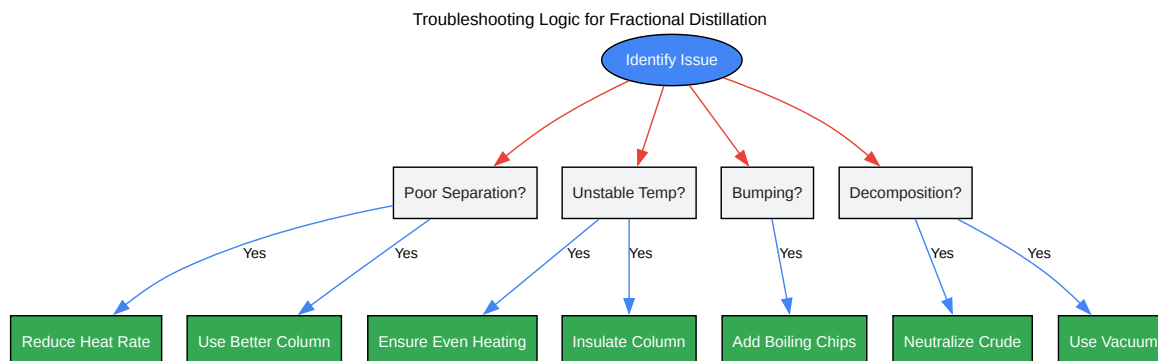 Troubleshooting Logic for Fractional Distillation
Identify Issue
Poor Separation?
Unstable Temp?
Bumping?
Decomposition?
Yes
Yes
Yes
Yes
Yes
Yes
Yes
Reduce Heat Rate
Use Better Column
Ensure Even Heating
Insulate Column
Add Boiling Chips
Neutralize Crude
Use Vacuum